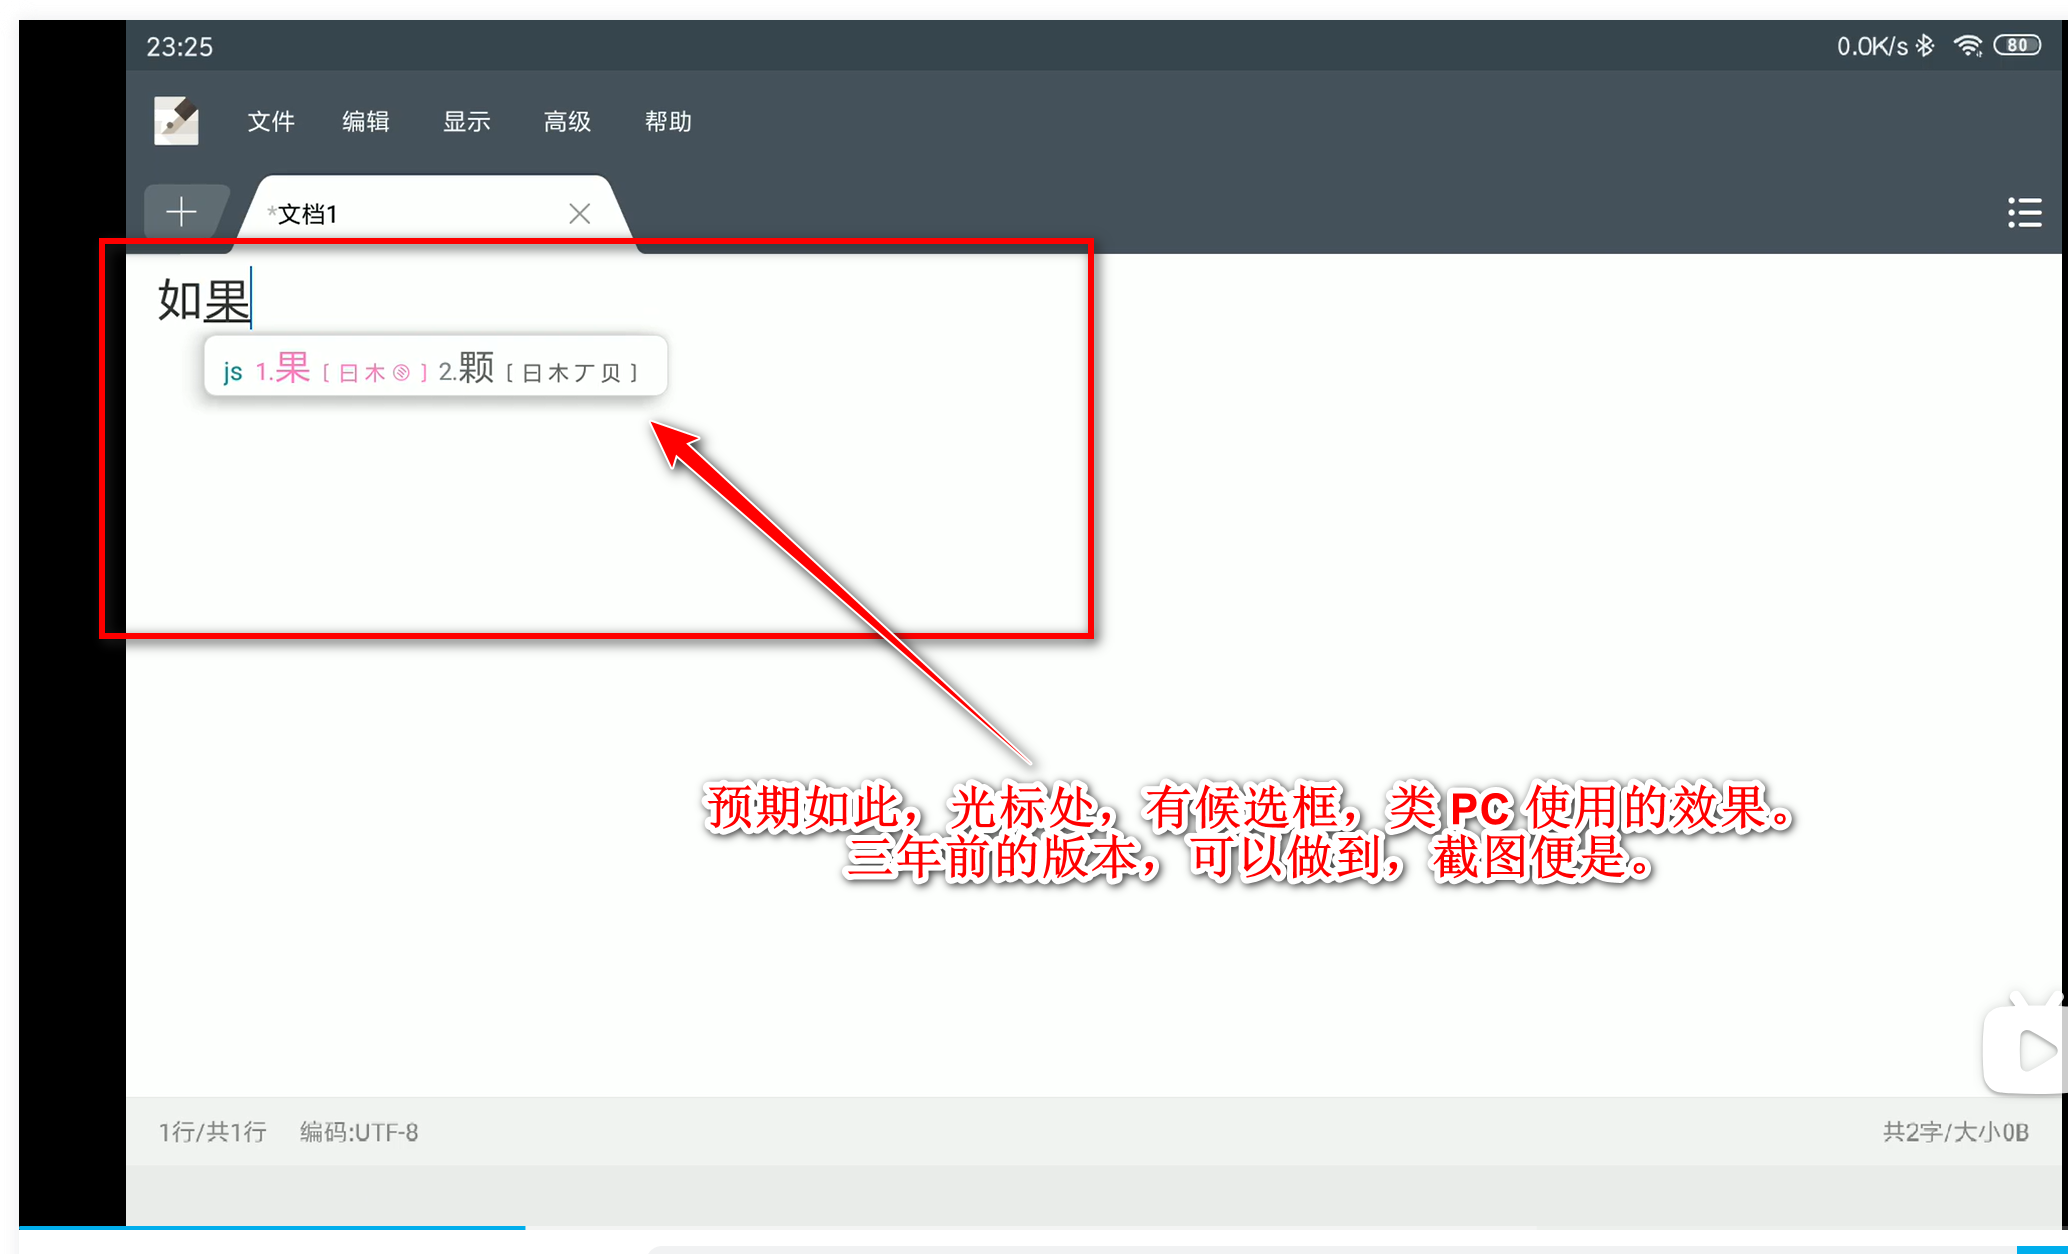 23:25 0.0K/s 80
文件 编辑 显示 高级 帮助
*文档1
如果
js 1.果 [日木㊢] 2.颗 [日木丆贝]
预期如此，光标处，有候选框，类 PC 使用的效果。
三年前的版本，可以做到，截图便是。
1行/共1行 编码:UTF-8 共2字/大小0B